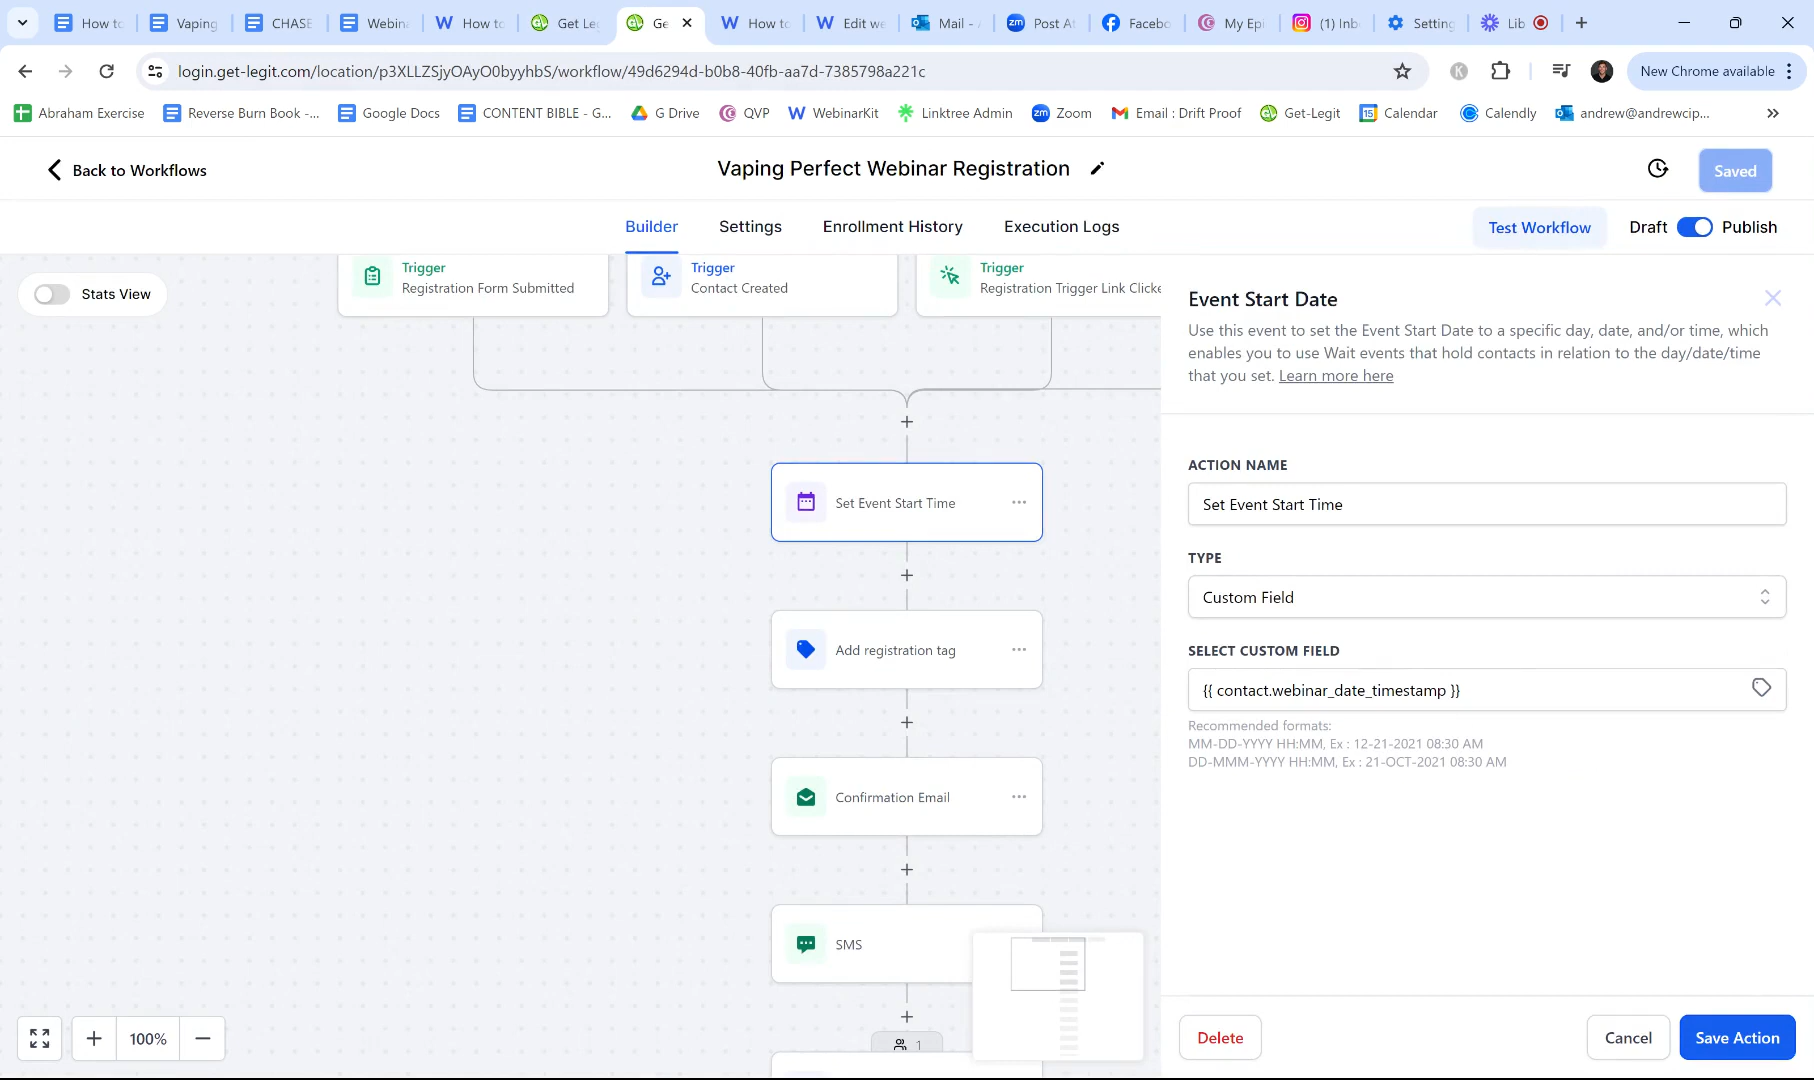 How to
Vaping
CHASE
Webina
How to
Get Le
Ge
How to
Edit we
Mail -
Post At
Facebo
My Epi
(1) Inb
Setting
Lib
login.get-legit.com/location/p3XLLZSjyOAyO0byyhbS/workflow/49d6294d-b0b8-40fb-aa7d-7385798a221c
New Chrome available
Abraham Exercise
Reverse Burn Book -...
Google Docs
CONTENT BIBLE - G...
G Drive
QVP
WebinarKit
Linktree Admin
Zoom
Email : Drift Proof
Get-Legit
Calendar
Calendly
andrew@andrewcip...
Back to Workflows
Vaping Perfect Webinar Registration
Saved
Builder
Settings
Enrollment History
Execution Logs
Test Workflow
Draft
Publish
Stats View
Trigger
Registration Form Submitted
Trigger
Contact Created
Trigger
Registration Trigger Link Clicke
Set Event Start Time
Add registration tag
Confirmation Email
SMS
1
100%
Event Start Date
Use this event to set the Event Start Date to a specific day, date, and/or time, which
enables you to use Wait events that hold contacts in relation to the day/date/time
that you set. Learn more here
ACTION NAME
Set Event Start Time
TYPE
Custom Field
SELECT CUSTOM FIELD
{{ contact.webinar_date_timestamp }}
Recommended formats:
MM-DD-YYYY HH:MM, Ex : 12-21-2021 08:30 AM
DD-MMM-YYYY HH:MM, Ex : 21-OCT-2021 08:30 AM
Delete
Cancel
Save Action